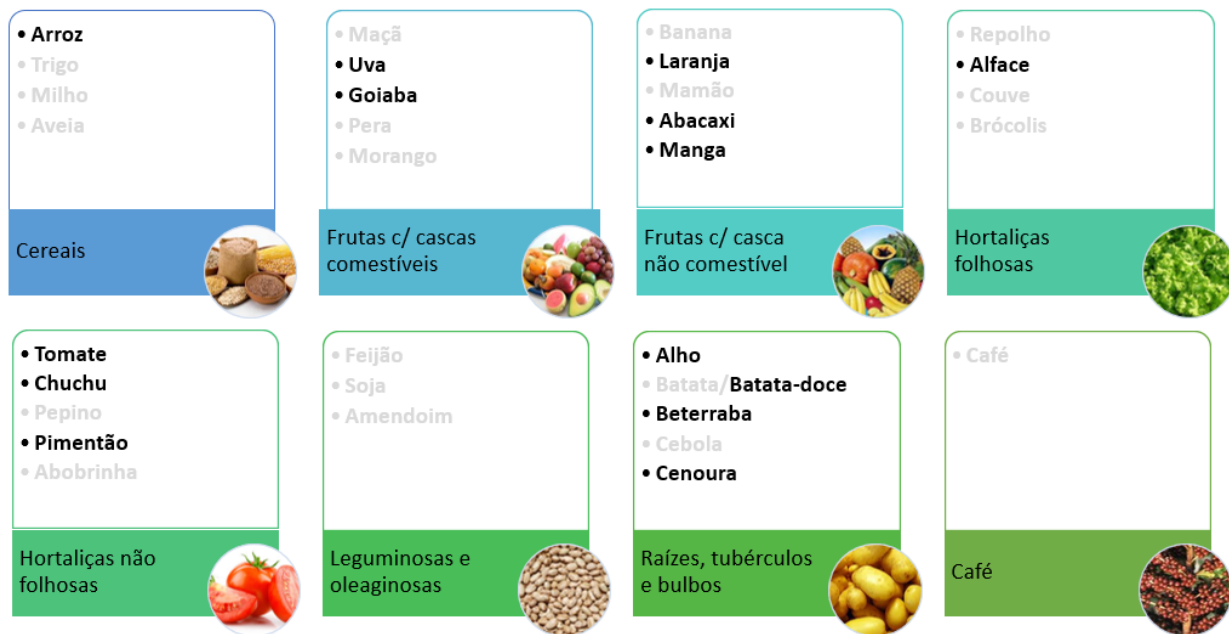 • Arroz
• Trigo
• Milho
• Aveia
Cereais
• Maçã
• Uva
• Goiaba
• Pera
• Morango
Frutas c/ cascas
comestíveis
• Banana
• Laranja
• Mamão
• Abacaxi
• Manga
Frutas c/ casca
não comestível
• Repolho
• Alface
• Couve
• Brócolis
Hortaliças
folhosas
• Tomate
• Chuchu
• Pepino
• Pimentão
• Abobrinha
Hortaliças não
folhosas
• Feijão
• Soja
• Amendoim
Leguminosas e
oleaginosas
• Alho
• Batata/Batata-doce
• Beterraba
• Cebola
• Cenoura
Raízes, tubérculos
e bulbos
• Café
Café